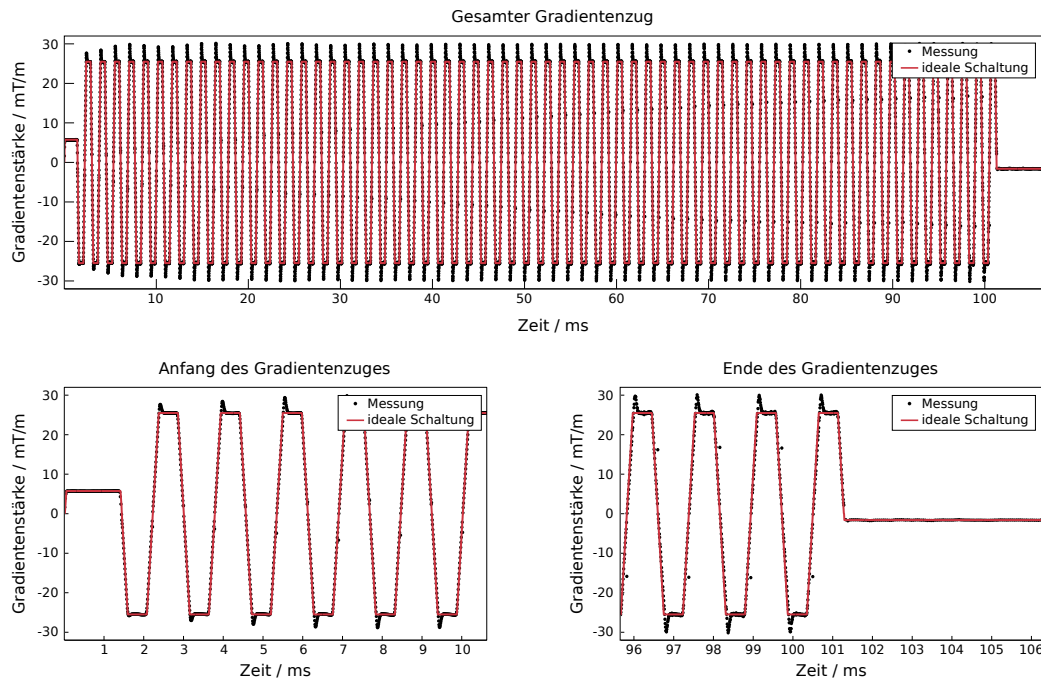 Gesamter Gradientenzug
Gradientenstärke / mT/m
30
20
10
0
-10
-20
-30
Messung
ideale Schaltung
10 20 30 40 50 60 70 80 90 100
Zeit / ms
Anfang des Gradientenzuges
Gradientenstärke / mT/m
30
20
10
0
-10
-20
-30
Messung
ideale Schaltung
1 2 3 4 5 6 7 8 9 10
Zeit / ms
Ende des Gradientenzuges
Gradientenstärke / mT/m
30
20
10
0
-10
-20
-30
Messung
ideale Schaltung
96 97 98 99 100 101 102 103 104 105 106
Zeit / ms